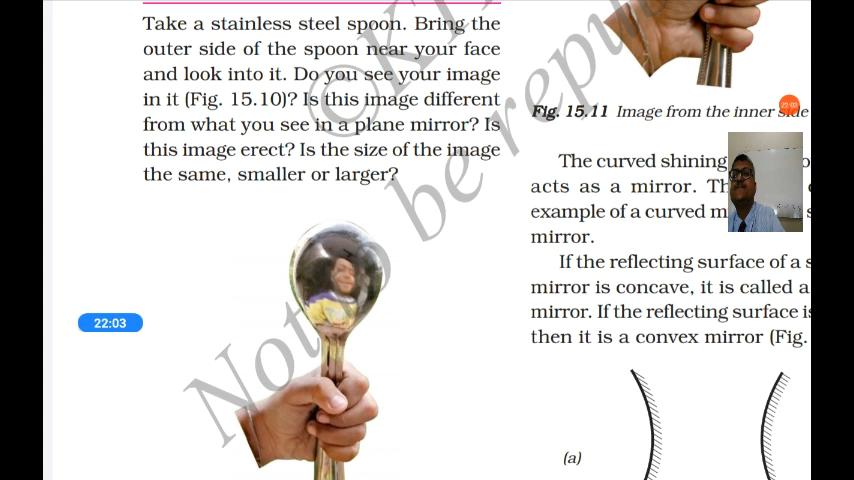 Take a stainless steel spoon. Bring the
outer side of the spoon near your face
and look into it. Do you see your image
in it (Fig. 15.10)? Is this image different
from what you see in a plane mirror? Is
this image erect? Is the size of the image
the same, smaller or larger?
22:03
©KT
Not to be repu
Fig. 15.11 Image from the inner side
22:03
The curved shining
acts as a mirror.
example of a curved
mirror.
If the reflecting surface of a s
mirror is concave, it is called a
mirror. If the reflecting surface is
then it is a convex mirror (Fig.
(a)